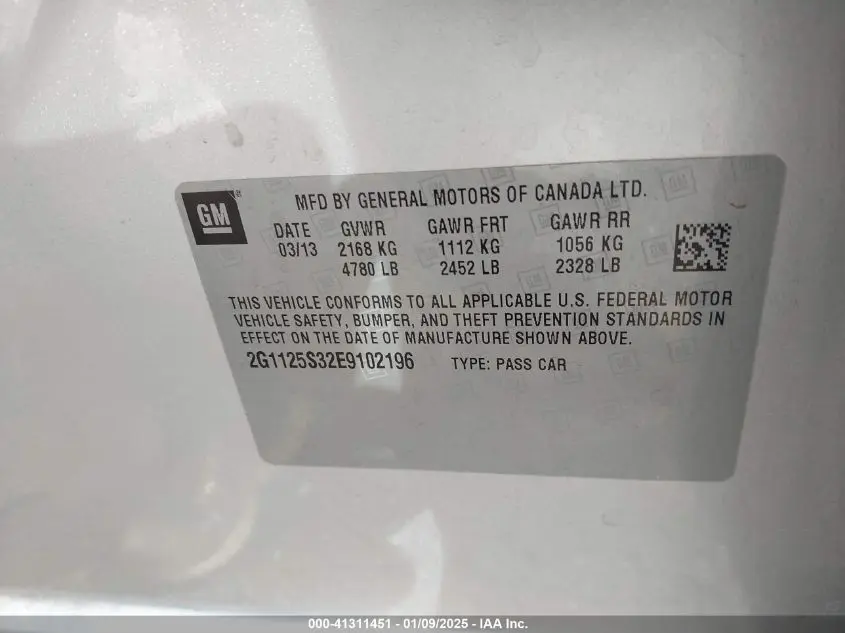 GM
MFD BY GENERAL MOTORS OF CANADA LTD.
DATE GVWR GAWR FRT GAWR RR
03/13 2168 KG 1112 KG 1056 KG
4780 LB 2452 LB 2328 LB
THIS VEHICLE CONFORMS TO ALL APPLICABLE U.S. FEDERAL MOTOR
VEHICLE SAFETY, BUMPER, AND THEFT PREVENTION STANDARDS IN
EFFECT ON THE DATE OF MANUFACTURE SHOWN ABOVE.
2G1125S32E9102196 TYPE: PASS CAR
000-41311451 - 01/09/2025 - IAA Inc.